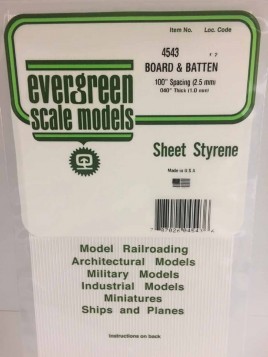 Item No. Loc. Code
4543
BOARD & BATTEN
.100" Spacing (2.5 mm)
.040" Thick (1.0 mm)
evergreen
scale models
Sheet Styrene
Made in U S A
Model Railroading
Architectural Models
Military Models
Industrial Models
Miniatures
Ships and Planes
Instructions on back